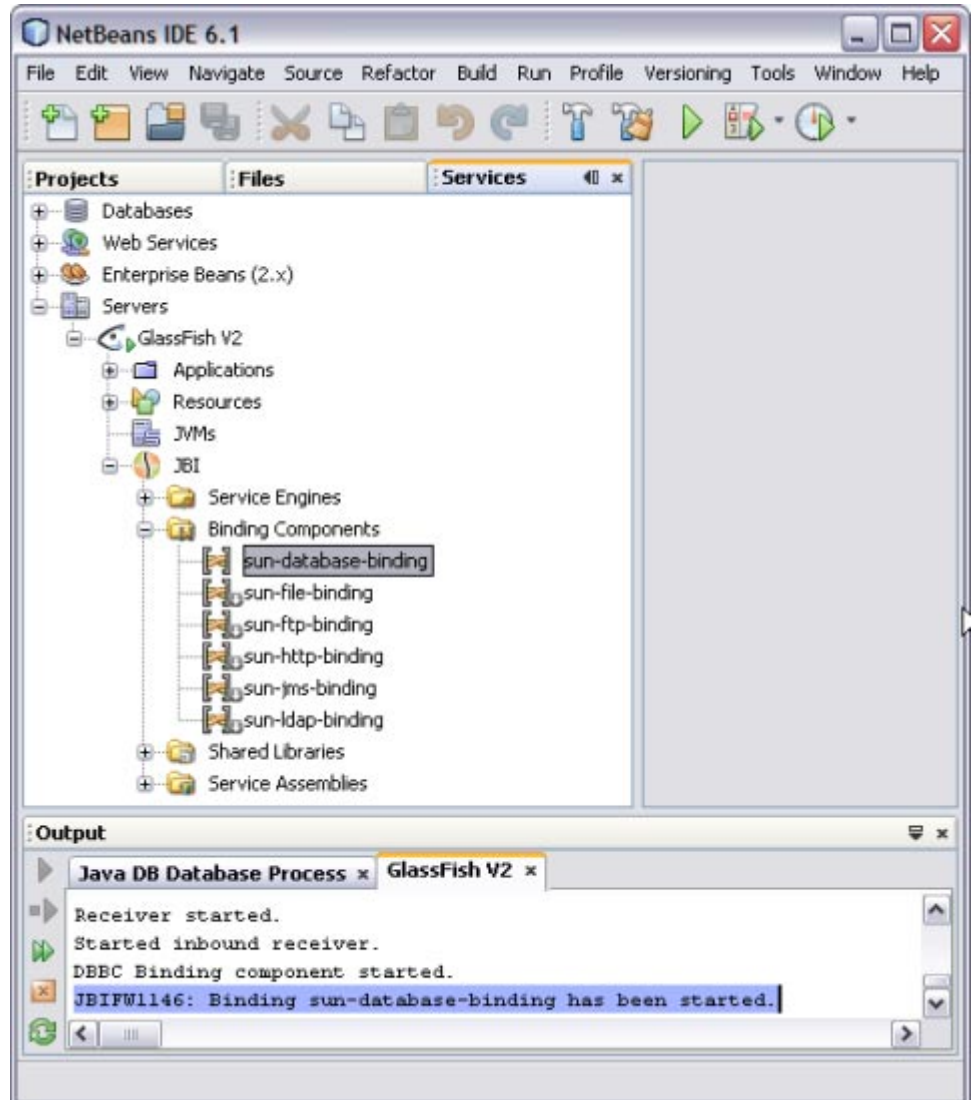 NetBeans IDE 6.1
File Edit View Navigate Source Refactor Build Run Profile Versioning Tools Window Help
Projects Files Services
Databases
Web Services
Enterprise Beans (2.x)
Servers
GlassFish V2
Applications
Resources
JVMs
JBI
Service Engines
Binding Components
sun-database-binding
sun-file-binding
sun-ftp-binding
sun-http-binding
sun-jms-binding
sun-ldap-binding
Shared Libraries
Service Assemblies
Output
Java DB Database Process GlassFish V2
Receiver started.
Started inbound receiver.
DBBC Binding component started.
JBIFW1146: Binding sun-database-binding has been started.